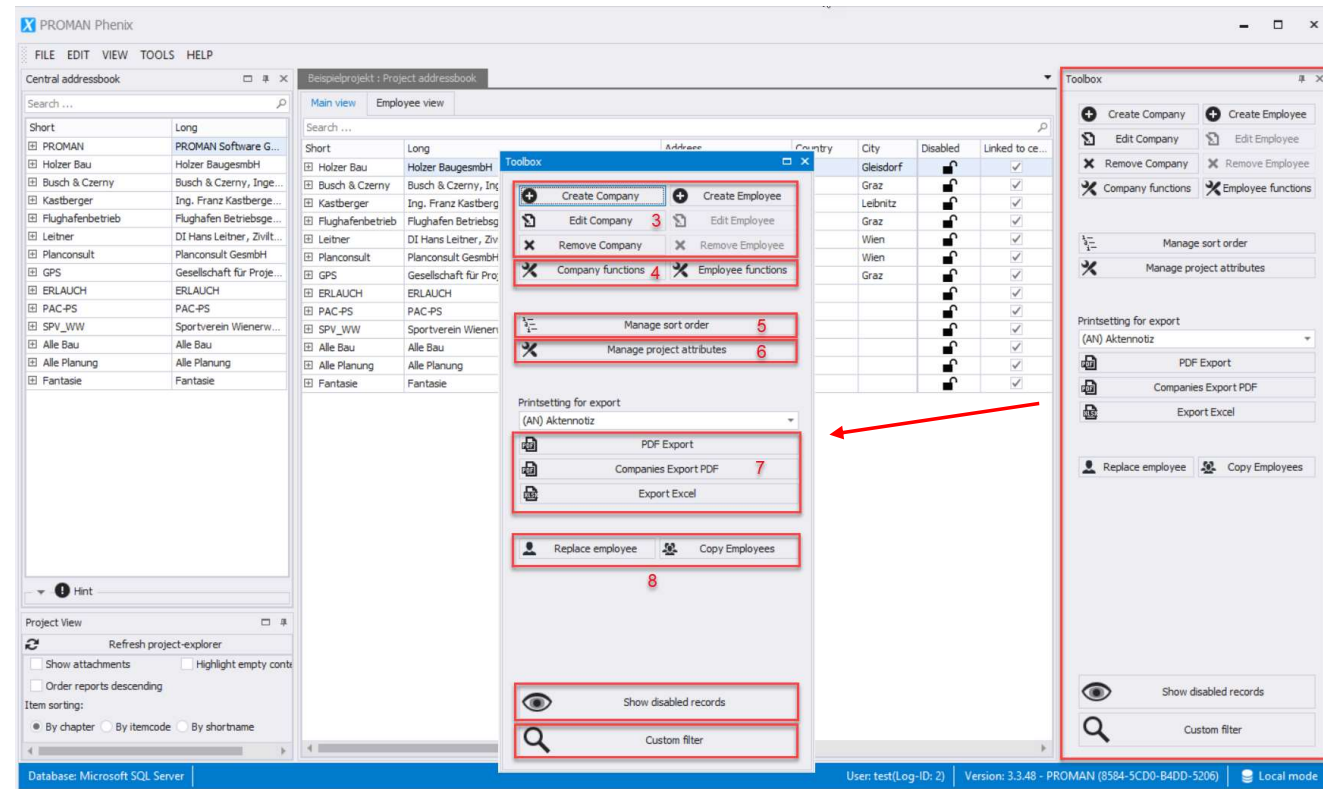 PROMAN Phenix
FILE EDIT VIEW TOOLS HELP
Central addressbook
Search ...
Short Long
PROMAN PROMAN Software G...
Holzer Bau Holzer BaugesmbH
Busch & Czerny Busch & Czerny, Inge...
Kastberger Ing. Franz Kastberge...
Flughafenbetrieb Flughafen Betriebsge...
Leitner DI Hans Leitner, Zivilt...
Planconsult Planconsult GesmbH
GPS Gesellschaft für Proje...
ERLAUCH ERLAUCH
PAC-PS PAC-PS
SPV_WW Sportverein Wienerw...
Alle Bau Alle Bau
Alle Planung Alle Planung
Fantasie Fantasie
Hint
Project View
Refresh project-explorer
Show attachments Highlight empty conte
Order reports descending
Item sorting:
By chapter By itemcode By shortname
Beispielprojekt : Project addressbook
Main view Employee view
Search ...
Short Long Address Country City Disabled Linked to ce...
Holzer Bau Holzer BaugesmbH Gleisdorf
Busch & Czerny Busch & Czerny, Ing Graz
Kastberger Ing. Franz Kastberg Leibnitz
Flughafenbetrieb Flughafen Betriebsg Graz
Leitner DI Hans Leitner, Ziv Wien
Planconsult Planconsult GesmbH Wien
GPS Gesellschaft für Proj Graz
ERLAUCH ERLAUCH
PAC-PS PAC-PS
SPV_WW Sportverein Wiener
Alle Bau Alle Bau
Alle Planung Alle Planung
Fantasie Fantasie
Toolbox
Create Company Create Employee
Edit Company 3 Edit Employee
Remove Company Remove Employee
Company functions 4 Employee functions
Manage sort order 5
Manage project attributes 6
Printsetting for export
(AN) Aktennotiz
PDF Export
Companies Export PDF 7
Export Excel
Replace employee Copy Employees
8
Show disabled records
Custom filter
Toolbox
Create Company Create Employee
Edit Company Edit Employee
Remove Company Remove Employee
Company functions Employee functions
Manage sort order
Manage project attributes
Printsetting for export
(AN) Aktennotiz
PDF Export
Companies Export PDF
Export Excel
Replace employee Copy Employees
Show disabled records
Custom filter
Database: Microsoft SQL Server User: test(Log-ID: 2) Version: 3.3.48 - PROMAN (8584-5CD0-B4DD-5206) Local mode